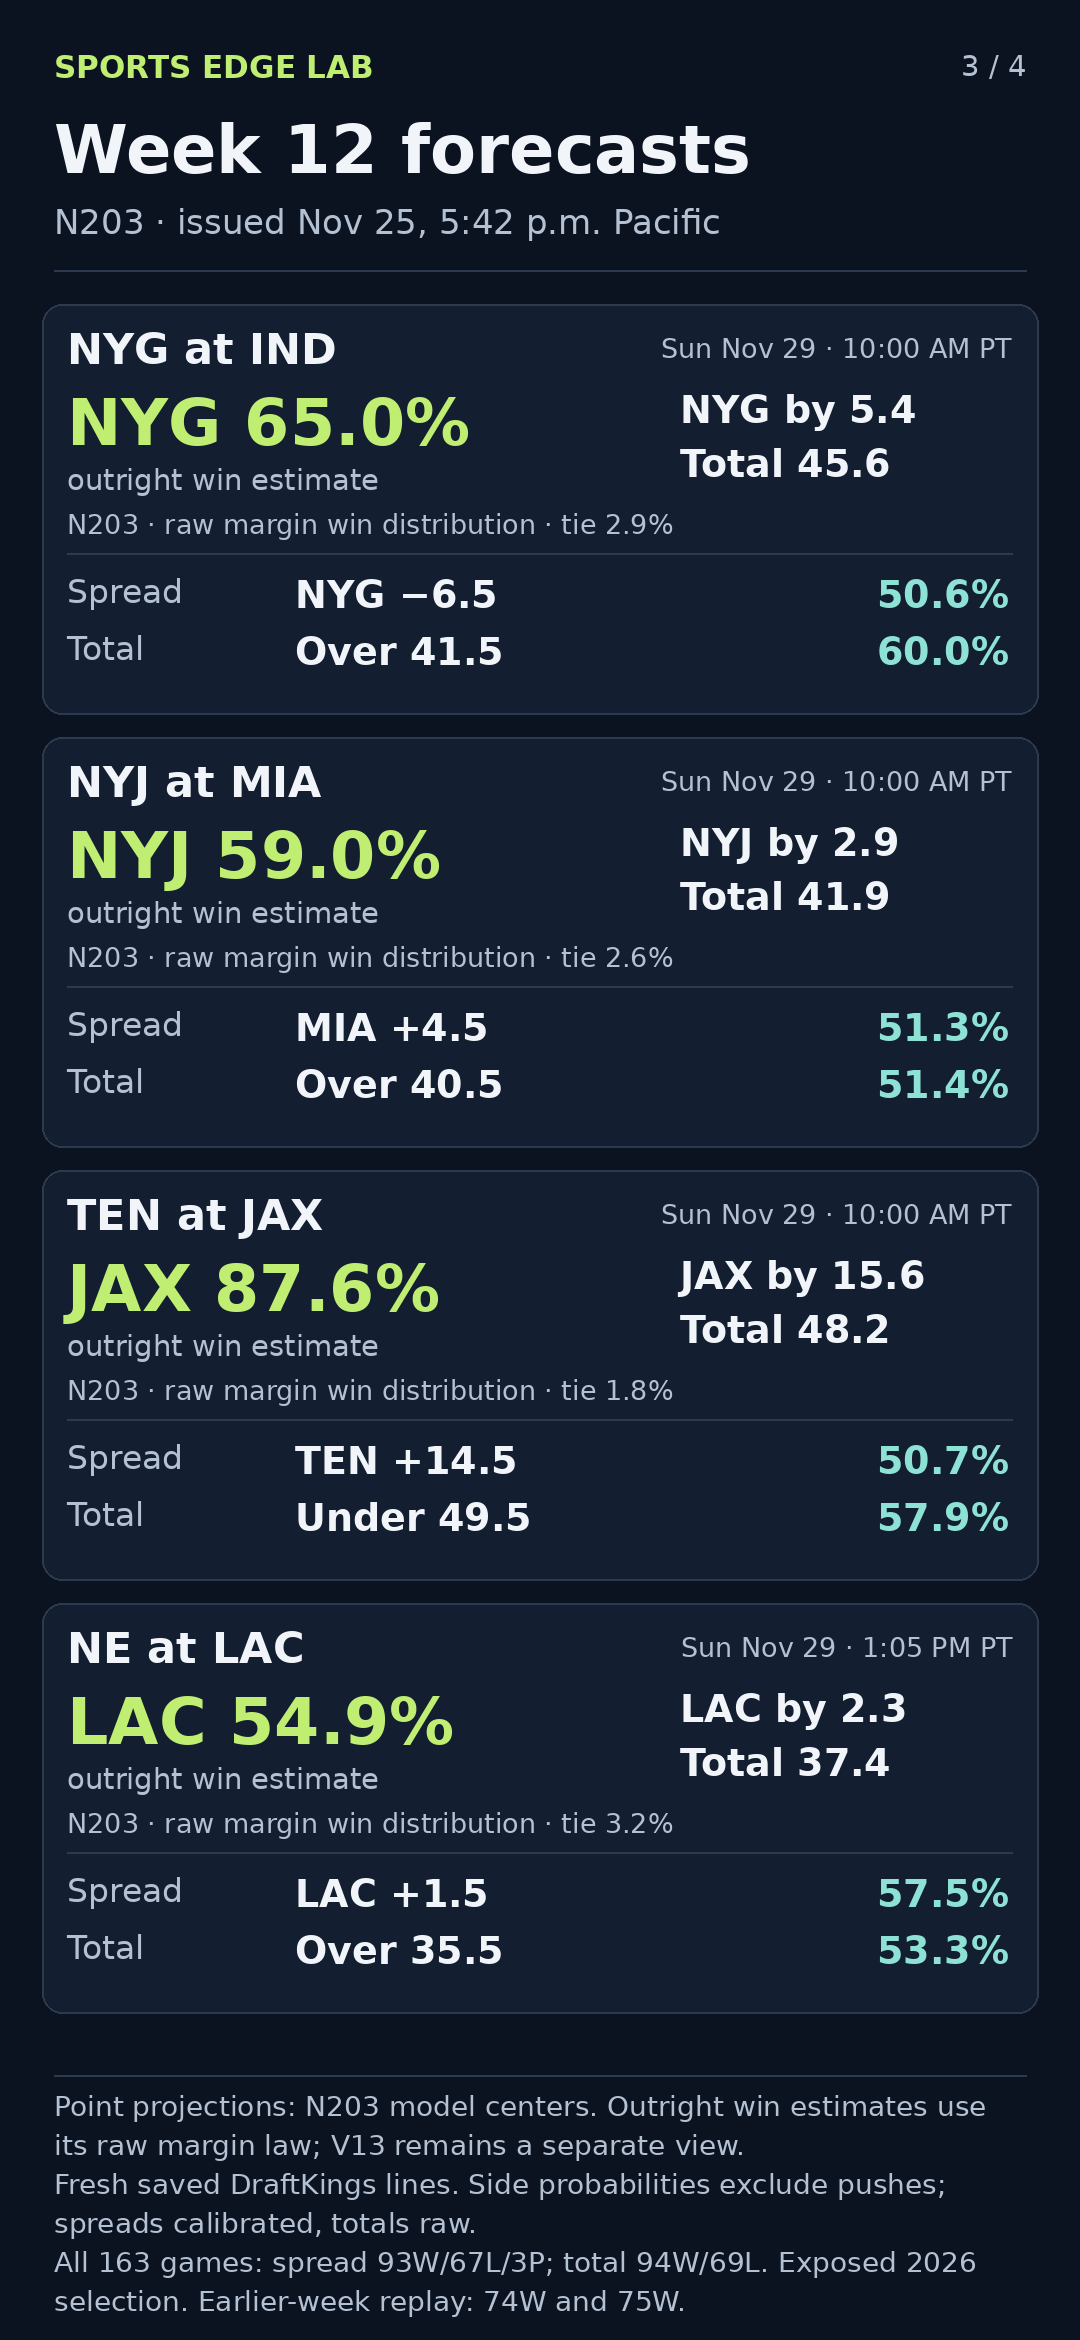 SPORTS EDGE LAB
3 / 4
Week 12 forecasts
N203 · issued Nov 25, 5:42 p.m. Pacific
NYG at IND
Sun Nov 29 · 10:00 AM PT
NYG 65.0%
NYG by 5.4
Total 45.6
outright win estimate
N203 · raw margin win distribution · tie 2.9%
Spread NYG −6.5 50.6%
Total Over 41.5 60.0%
NYJ at MIA
Sun Nov 29 · 10:00 AM PT
NYJ 59.0%
NYJ by 2.9
Total 41.9
outright win estimate
N203 · raw margin win distribution · tie 2.6%
Spread MIA +4.5 51.3%
Total Over 40.5 51.4%
TEN at JAX
Sun Nov 29 · 10:00 AM PT
JAX 87.6%
JAX by 15.6
Total 48.2
outright win estimate
N203 · raw margin win distribution · tie 1.8%
Spread TEN +14.5 50.7%
Total Under 49.5 57.9%
NE at LAC
Sun Nov 29 · 1:05 PM PT
LAC 54.9%
LAC by 2.3
Total 37.4
outright win estimate
N203 · raw margin win distribution · tie 3.2%
Spread LAC +1.5 57.5%
Total Over 35.5 53.3%
Point projections: N203 model centers. Outright win estimates use
its raw margin law; V13 remains a separate view.
Fresh saved DraftKings lines. Side probabilities exclude pushes;
spreads calibrated, totals raw.
All 163 games: spread 93W/67L/3P; total 94W/69L. Exposed 2026
selection. Earlier-week replay: 74W and 75W.